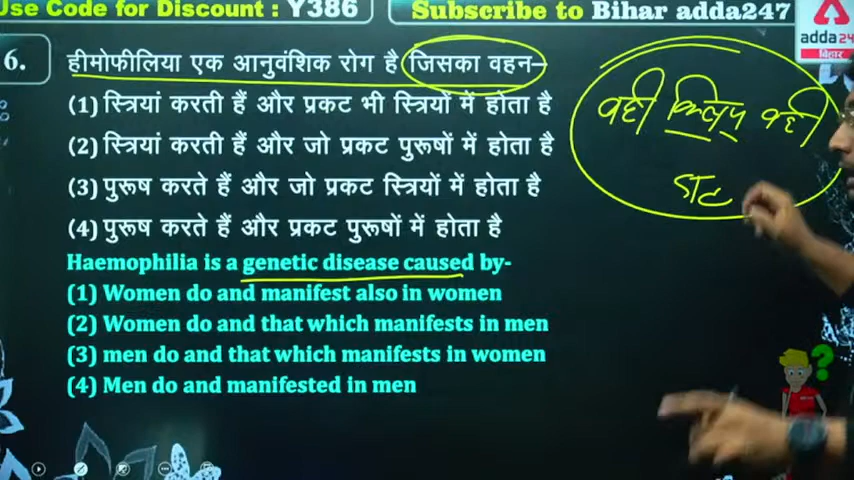 Use Code for Discount : Y386
Subscribe to Bihar adda247
adda24
बिहार
6.
हीमोफीलिया एक आनुवंशिक रोग है जिसका वहन–
(1) स्त्रियां करती हैं और प्रकट भी स्त्रियों में होता है
(2) स्त्रियां करती हैं और जो प्रकट पुरूषों में होता है
(3) पुरूष करते हैं और जो प्रकट स्त्रियों में होता है
(4) पुरूष करते हैं और प्रकट पुरूषों में होता है
Haemophilia is a genetic disease caused by-
(1) Women do and manifest also in women
(2) Women do and that which manifests in men
(3) men do and that which manifests in women
(4) Men do and manifested in men
वही वही